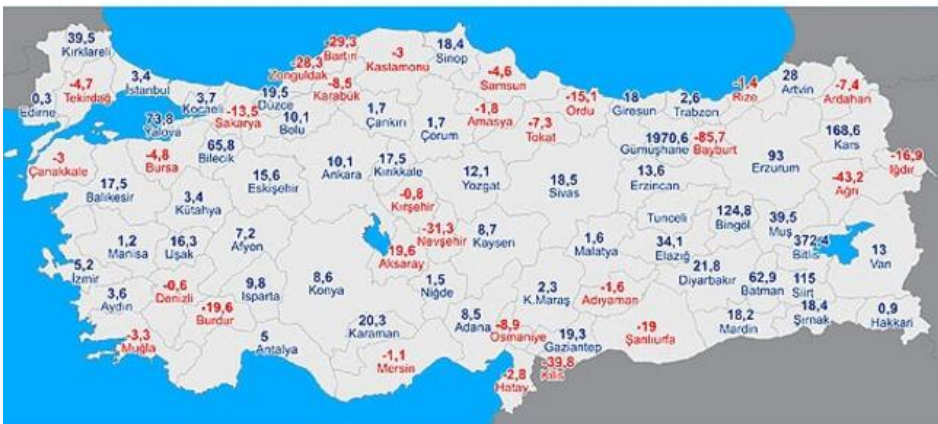 39,5
Kırklareli
-4,7
Tekirdağ
0,3
Edirne
3,4
İstanbul
73,8
Yalova
3,7
Kocaeli
-13,5
Sakarya
19,5
Düzce
10,1
Bolu
-28,3
Zonguldak
-29,3
Bartın
-8,5
Karabük
-3
Kastamonu
18,4
Sinop
-4,6
Samsun
1,7
Çankırı
1,7
Çorum
-1,8
Amasya
-7,3
Tokat
-15,1
Ordu
18
Giresun
2,6
Trabzon
-1,4
Rize
28
Artvin
-7,4
Ardahan
168,6
Kars
-16,9
Iğdır
-43,2
Ağrı
93
Erzurum
-85,7
Bayburt
1970,6
Gümüşhane
13,6
Erzincan
18,5
Sivas
12,1
Yozgat
17,5
Kırıkkale
10,1
Ankara
15,6
Eskişehir
65,8
Bilecik
-4,8
Bursa
-3
Çanakkale
17,5
Balıkesir
3,4
Kütahya
1,2
Manisa
16,3
Uşak
7,2
Afyon
-0,8
Kırşehir
-31,3
Nevşehir
19,6
Aksaray
8,7
Kayseri
1,6
Malatya
Tunceli
34,1
Elazığ
124,8
Bingöl
39,5
Muş
372,4
Bitlis
13
Van
21,8
Diyarbakır
62,9
Batman
115
Siirt
18,4
Şırnak
0,9
Hakkari
18,2
Mardin
-19
Şanlıurfa
-1,6
Adıyaman
2,3
K.Maraş
19,3
Gaziantep
-39,8
Kilis
-8,9
Osmaniye
-2,8
Hatay
8,5
Adana
1,5
Niğde
-1,1
Mersin
20,3
Karaman
8,6
Konya
5
Antalya
9,8
Isparta
-19,6
Burdur
-0,6
Denizli
-3,3
Muğla
3,6
Aydın
5,2
İzmir